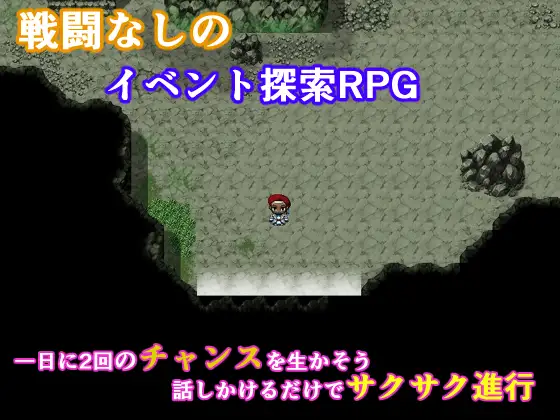 戦闘なしの
イベント探索RPG
一日に2回のチャンスを生かそう
話しかけるだけでサクサク進行